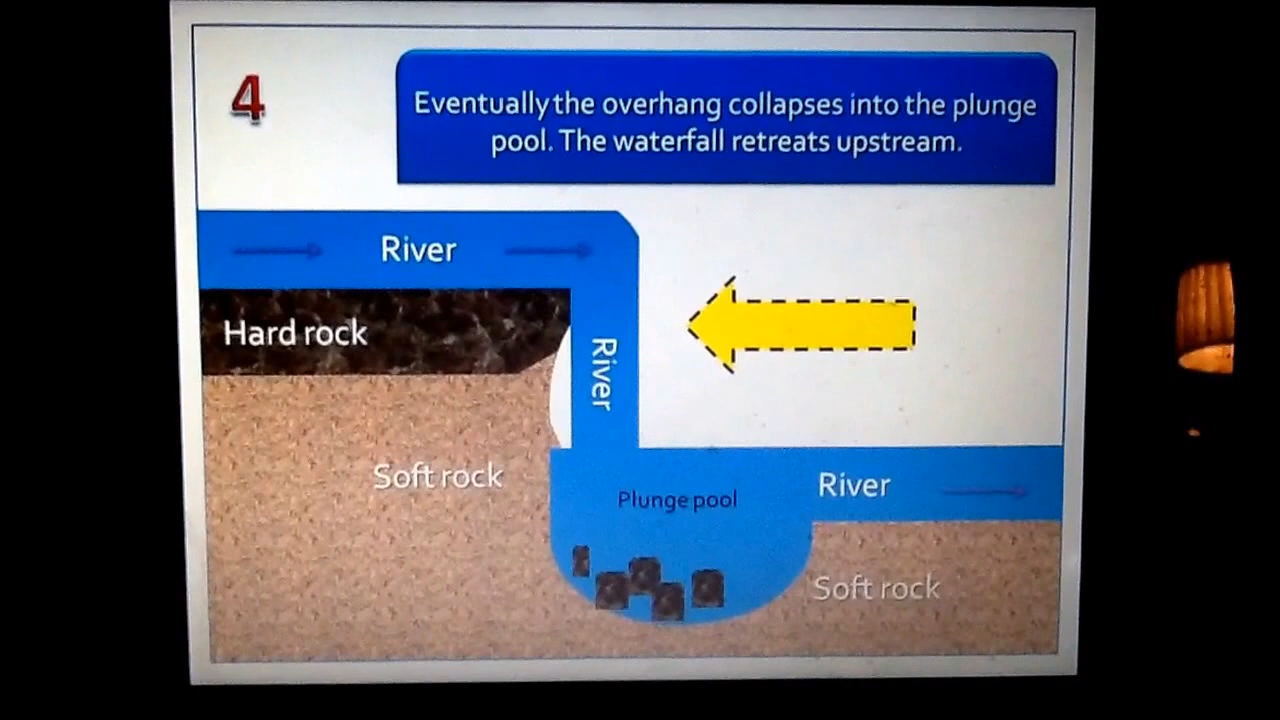 4
Eventually the overhang collapses into the plunge
pool. The waterfall retreats upstream.
River
Hard rock
River
Soft rock
Plunge pool
River
Soft rock